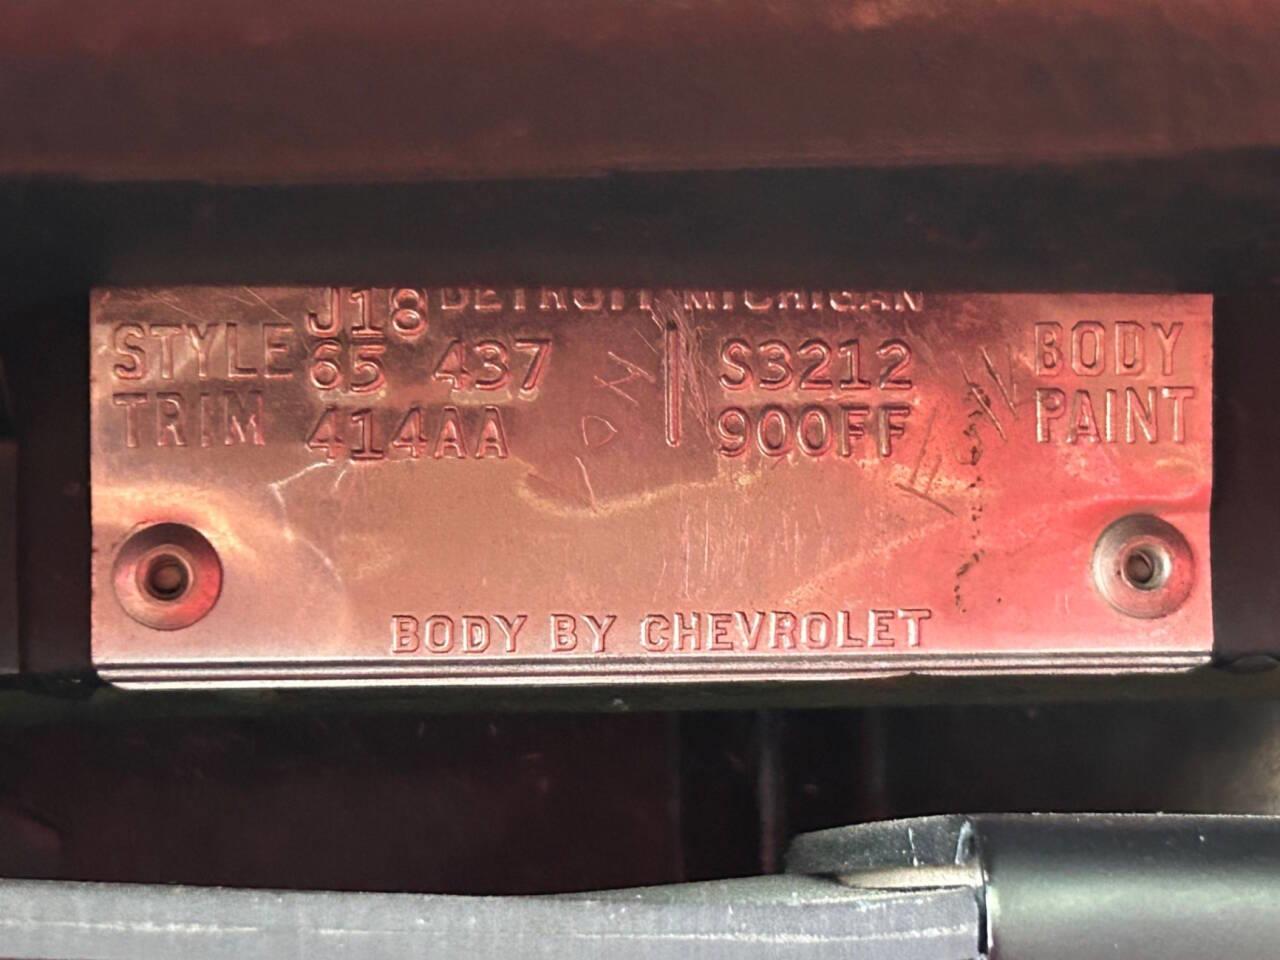 J18 DETROIT MICHIGAN
STYLE 65 437 S3212 BODY
TRIM 414AA 900FF PAINT
BODY BY CHEVROLET